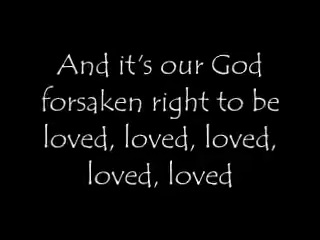 And it's our God
forsaken right to be
loved, loved, loved,
loved, loved